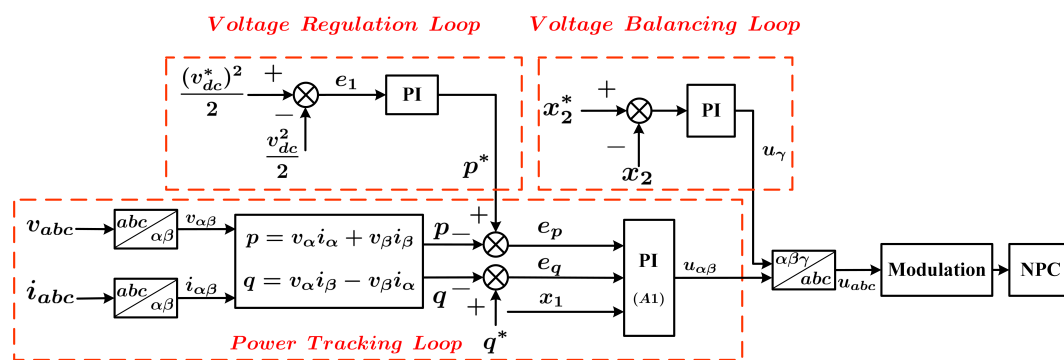 Voltage Regulation Loop
Voltage Balancing Loop
(v*dc)²
2
+
−
e₁
PI
v²dc
2
p*
x₂*
+
−
x₂
PI
uγ
vabc
abc
αβ
vαβ
iabc
abc
αβ
iαβ
p = vαiα + vβiβ
q = vαiβ − vβiα
p
−
+
q
−
+
q*
ep
eq
x₁
PI
(A1)
uαβ
αβγ
abc
uabc
Modulation
NPC
Power Tracking Loop